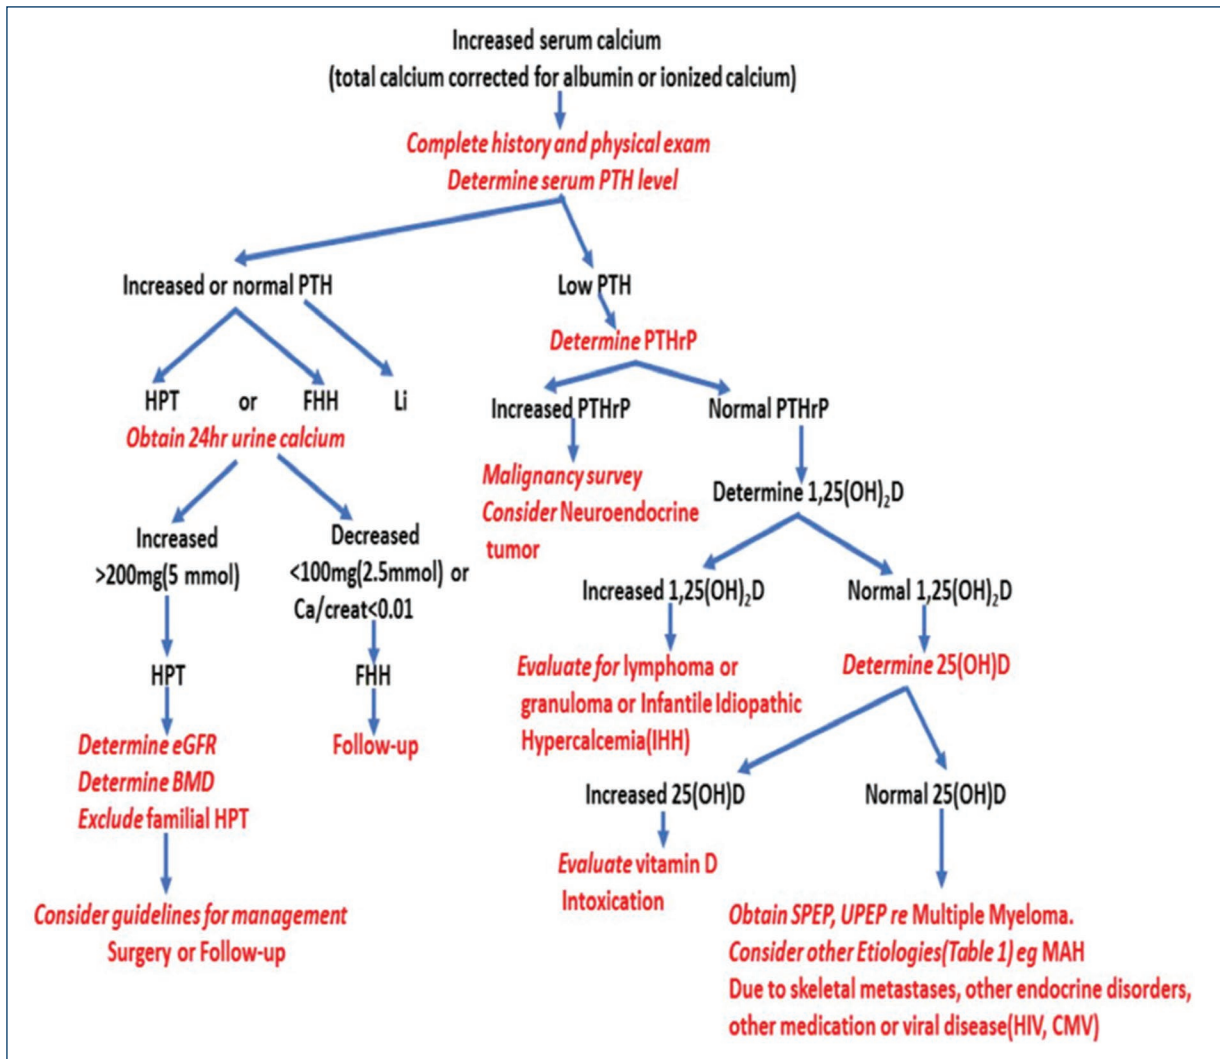 Increased serum calcium
(total calcium corrected for albumin or ionized calcium)
Complete history and physical exam
Determine serum PTH level
Increased or normal PTH
Low PTH
Determine PTHrP
HPT or FHH Li
Obtain 24hr urine calcium
Increased PTHrP
Normal PTHrP
Malignancy survey
Consider Neuroendocrine
tumor
Determine 1,25(OH)₂D
Increased
>200mg(5 mmol)
Decreased
<100mg(2.5mmol) or
Ca/creat<0.01
Increased 1,25(OH)₂D
Normal 1,25(OH)₂D
HPT
FHH
Evaluate for lymphoma or
granuloma or Infantile Idiopathic
Hypercalcemia(IHH)
Determine 25(OH)D
Determine eGFR
Determine BMD
Exclude familial HPT
Follow-up
Increased 25(OH)D
Normal 25(OH)D
Evaluate vitamin D
Intoxication
Consider guidelines for management
Surgery or Follow-up
Obtain SPEP, UPEP re Multiple Myeloma.
Consider other Etiologies(Table 1) eg MAH
Due to skeletal metastases, other endocrine disorders,
other medication or viral disease(HIV, CMV)